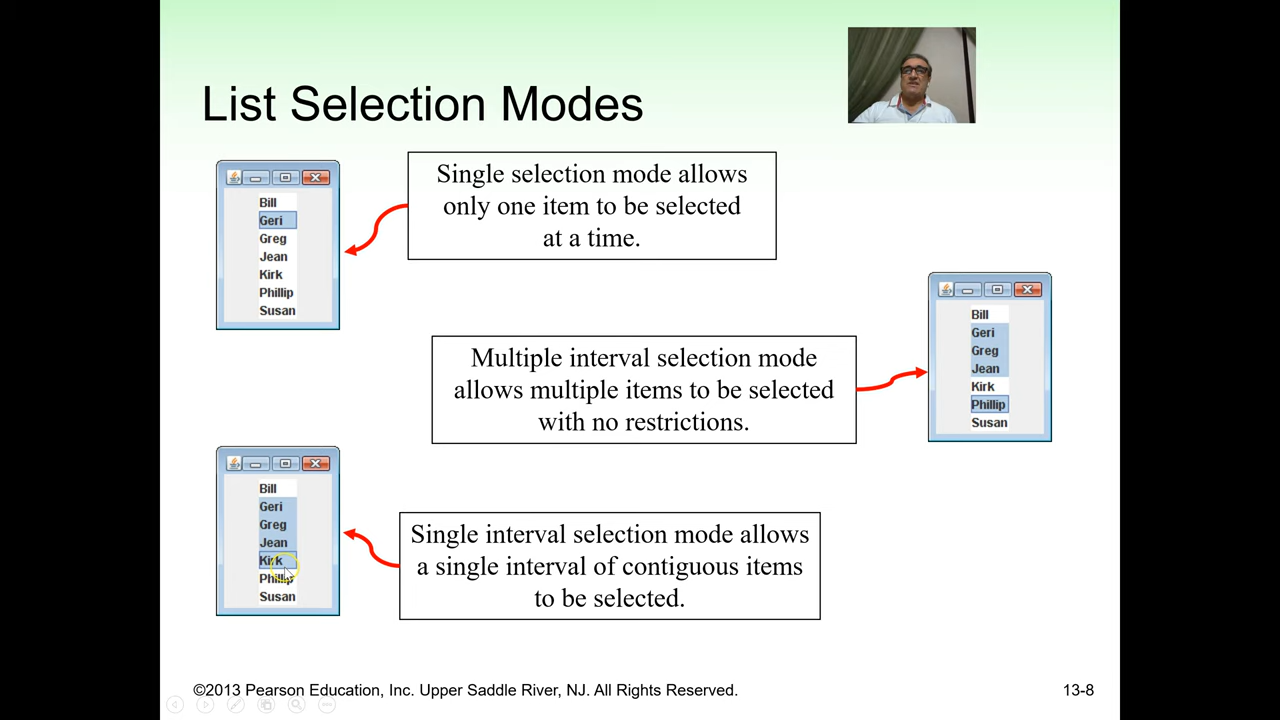 List Selection Modes
Bill
Geri
Greg
Jean
Kirk
Phillip
Susan
Single selection mode allows
only one item to be selected
at a time.
Multiple interval selection mode
allows multiple items to be selected
with no restrictions.
Bill
Geri
Greg
Jean
Kirk
Phillip
Susan
Bill
Geri
Greg
Jean
Kirk
Phillip
Susan
Single interval selection mode allows
a single interval of contiguous items
to be selected.
©2013 Pearson Education, Inc. Upper Saddle River, NJ. All Rights Reserved.
13-8